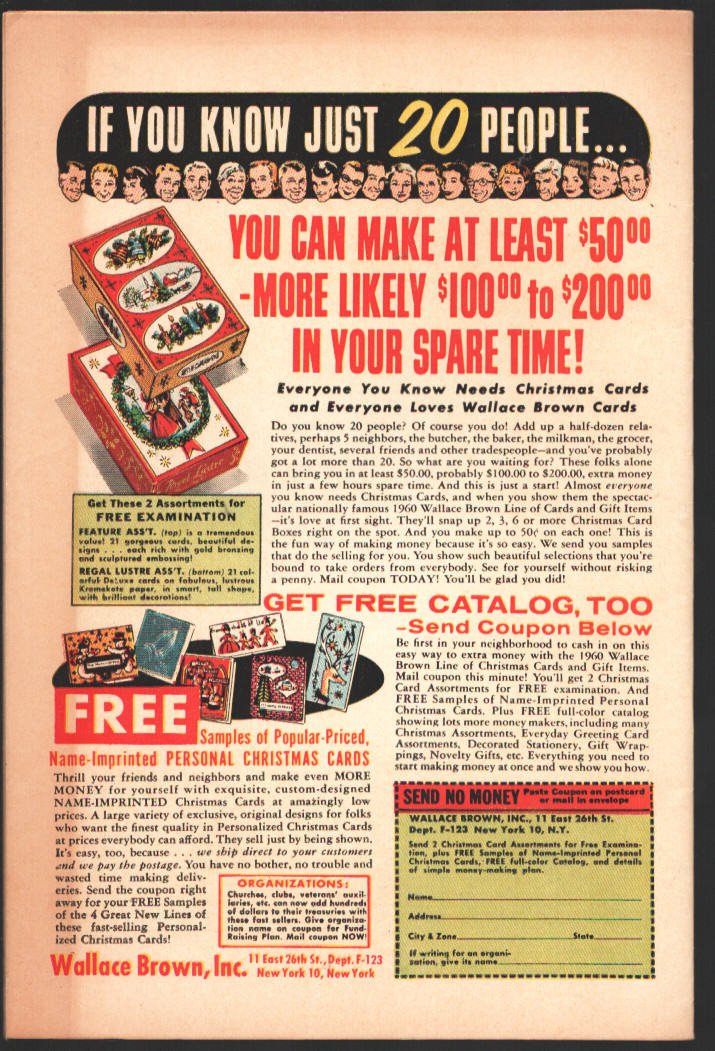 IF YOU KNOW JUST 20 PEOPLE...
YOU CAN MAKE AT LEAST $50.00
-MORE LIKELY $100.00 to $200.00
IN YOUR SPARE TIME!
Everyone You Know Needs Christmas Cards
and Everyone Loves Wallace Brown Cards
Do you know 20 people? Of course you do! Add up a half-dozen rela-
tives, perhaps 5 neighbors, the butcher, the baker, the milkman, the grocer,
your dentist, several friends and other tradespeople—and you've probably
got a lot more than 20. So what are you waiting for? These folks alone
can bring you in at least $50.00, probably $100.00 to $200.00, extra money
in just a few hours spare time. And this is just a start! Almost everyone
you know needs Christmas Cards, and when you show them the spectac-
ular nationally famous 1960 Wallace Brown Line of Cards and Gift Items
—it's love at first sight. They'll snap up 2, 3, 6 or more Christmas Card
Boxes right on the spot. And you make up to 50¢ on each one! This is
the fun way of making money because it's so easy. We send you samples
that do the selling for you. You show such beautiful selections that you're
bound to take orders from everybody. See for yourself without risking
a penny. Mail coupon TODAY! You'll be glad you did!
Royal Lustre
Get These 2 Assortments for
FREE EXAMINATION
FEATURE ASS'T. (top) is a tremendous
value! 21 gorgeous cards, beautiful de-
signs . . . each rich with gold bronzing
and sculptured embossing!
REGAL LUSTRE ASS'T. (bottom) 21 col-
orful DeLuxe cards on fabulous, lustrous
Kromekote paper, in smart, tall shape,
with brilliant decorations!
GET FREE CATALOG, TOO
-Send Coupon Below
Be first in your neighborhood to cash in on this
easy way to extra money with the 1960 Wallace
Brown Line of Christmas Cards and Gift Items.
Mail coupon this minute! You'll get 2 Christmas
Card Assortments for FREE examination. And
FREE Samples of Name-Imprinted Personal
Christmas Cards. Plus FREE full-color catalog
showing lots more money makers, including many
Christmas Assortments, Everyday Greeting Card
Assortments, Decorated Stationery, Gift Wrap-
pings, Novelty Gifts, etc. Everything you need to
start making money at once and we show you how.
FREE
Samples of Popular-Priced,
Name-Imprinted PERSONAL CHRISTMAS CARDS
Thrill your friends and neighbors and make even MORE
MONEY for yourself with exquisite, custom-designed
NAME-IMPRINTED Christmas Cards at amazingly low
prices. A large variety of exclusive, original designs for folks
who want the finest quality in Personalized Christmas Cards
at prices everybody can afford. They sell just by being shown.
It's easy, too, because . . . we ship direct to your customers
and we pay the postage. You have no bother, no trouble and
wasted time making deliv-
eries. Send the coupon right
away for your FREE Samples
of the 4 Great New Lines of
these fast-selling Personal-
ized Christmas Cards!
ORGANIZATIONS:
Churches, clubs, veterans' auxil-
iaries, etc. can now add hundreds
of dollars to their treasuries with
these fast sellers. Give organiza-
tion name on coupon for Fund-
Raising Plan. Mail coupon NOW!
Wallace Brown, Inc. 11 East 26th St., Dept. F-123
New York 10, New York
SEND NO MONEY Paste Coupon on postcard
or mail in envelope
WALLACE BROWN, INC., 11 East 26th St.
Dept. F-123 New York 10, N.Y.
Send 2 Christmas Card Assortments for Free Examina-
tion, plus FREE Samples of Name-Imprinted Personal
Christmas Cards, FREE full-color Catalog, and details
of simple money-making plan.
Name
Address
City & Zone State
If writing for an organi-
zation, give its name